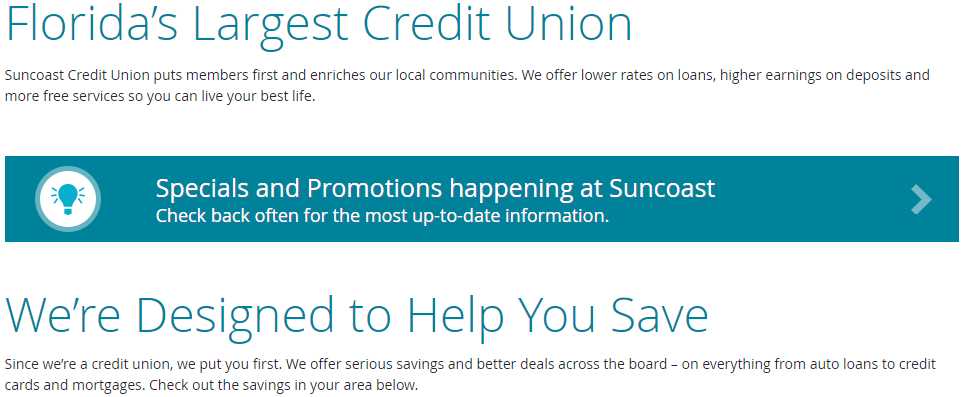 Florida's Largest Credit Union
Suncoast Credit Union puts members first and enriches our local communities. We offer lower rates on loans, higher earnings on deposits and
more free services so you can live your best life.
Specials and Promotions happening at Suncoast
Check back often for the most up-to-date information.
We're Designed to Help You Save
Since we're a credit union, we put you first. We offer serious savings and better deals across the board – on everything from auto loans to credit
cards and mortgages. Check out the savings in your area below.